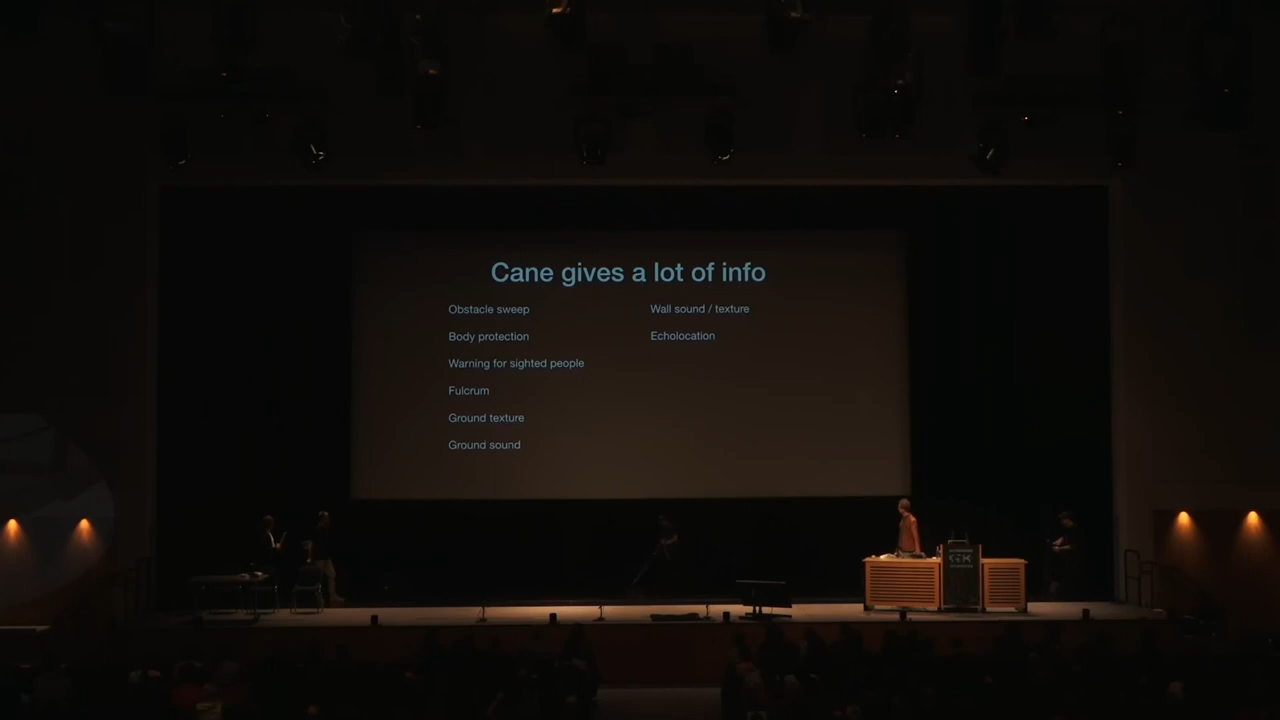 Cane gives a lot of info
Obstacle sweep
Body protection
Warning for sighted people
Fulcrum
Ground texture
Ground sound
Wall sound / texture
Echolocation